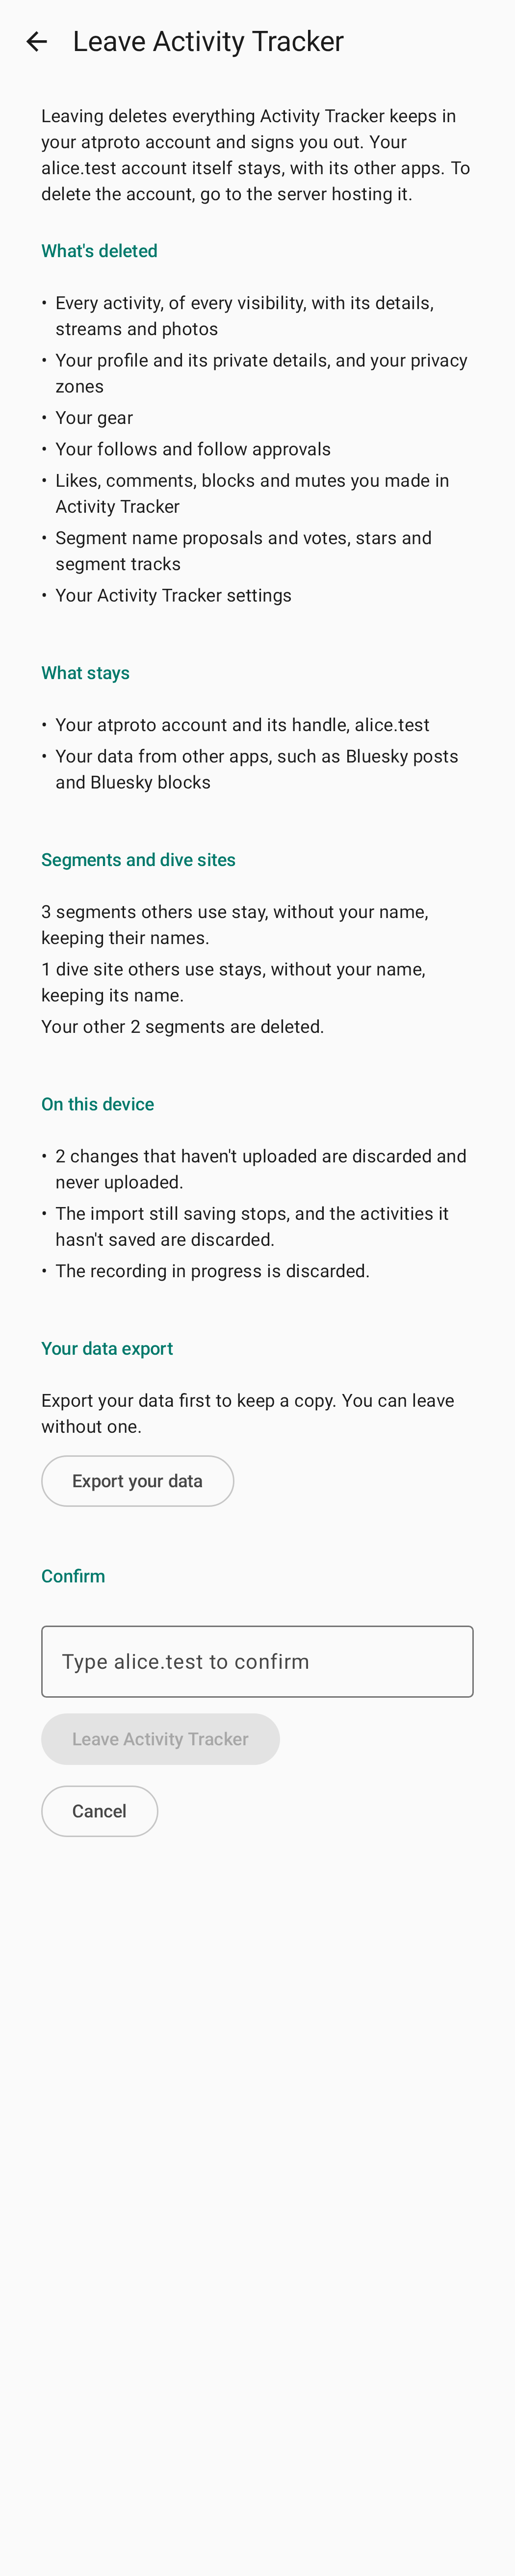 Leave Activity Tracker
Leaving deletes everything Activity Tracker keeps in
your atproto account and signs you out. Your
alice.test account itself stays, with its other apps. To
delete the account, go to the server hosting it.
What's deleted
• Every activity, of every visibility, with its details,
streams and photos
• Your profile and its private details, and your privacy
zones
• Your gear
• Your follows and follow approvals
• Likes, comments, blocks and mutes you made in
Activity Tracker
• Segment name proposals and votes, stars and
segment tracks
• Your Activity Tracker settings
What stays
• Your atproto account and its handle, alice.test
• Your data from other apps, such as Bluesky posts
and Bluesky blocks
Segments and dive sites
3 segments others use stay, without your name,
keeping their names.
1 dive site others use stays, without your name,
keeping its name.
Your other 2 segments are deleted.
On this device
• 2 changes that haven't uploaded are discarded and
never uploaded.
• The import still saving stops, and the activities it
hasn't saved are discarded.
• The recording in progress is discarded.
Your data export
Export your data first to keep a copy. You can leave
without one.
Export your data
Confirm
Type alice.test to confirm
Leave Activity Tracker
Cancel